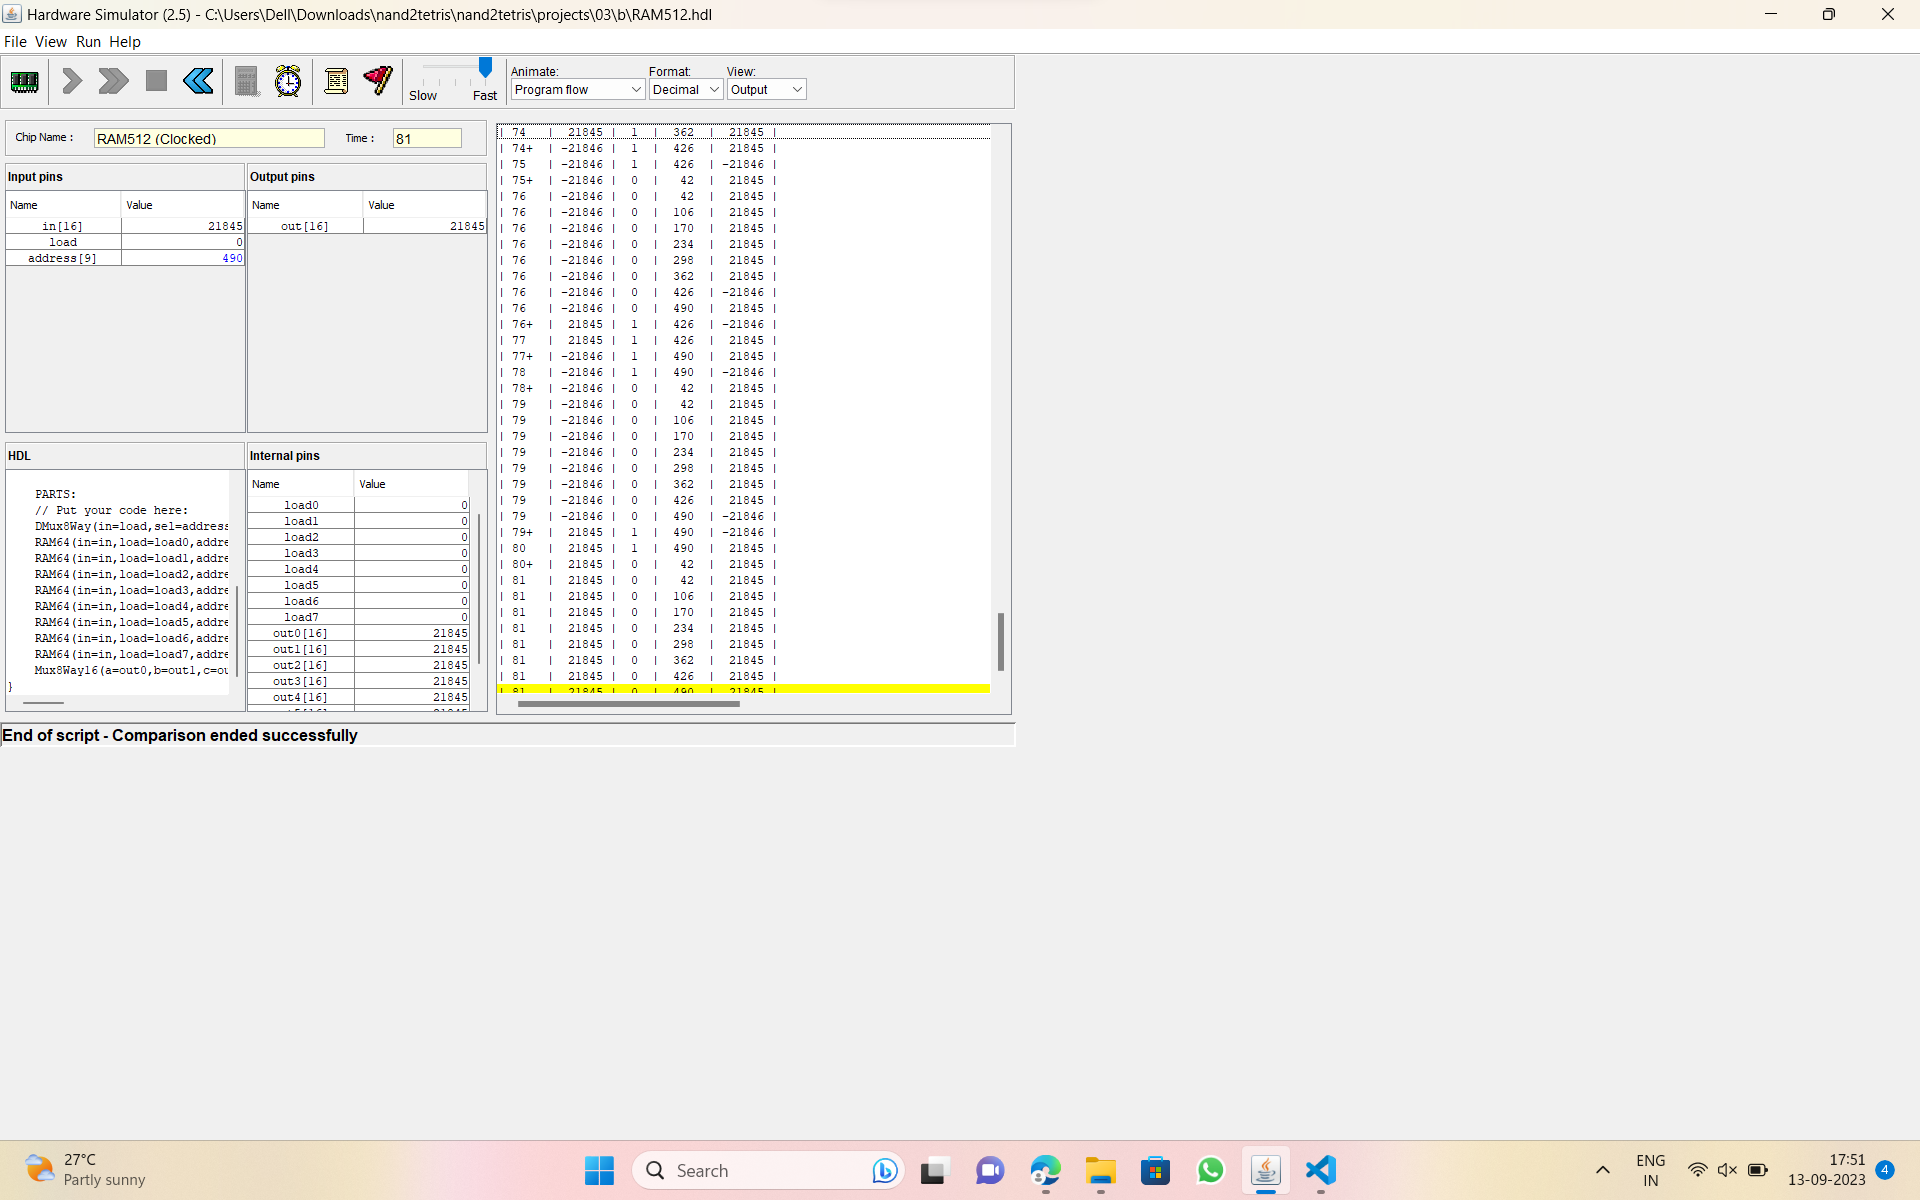 Hardware Simulator (2.5) - C:\Users\Dell\Downloads\nand2tetris\nand2tetris\projects\03\b\RAM512.hdl
File View Run Help
Slow Fast
Animate: Format: View:
Program flow Decimal Output
Chip Name : RAM512 (Clocked) Time : 81
Input pins
Name Value
in[16] 21845
load 0
address[9] 490
Output pins
Name Value
out[16] 21845
HDL
PARTS:
// Put your code here:
DMux8Way(in=load,sel=address
RAM64(in=in,load=load0,addre
RAM64(in=in,load=load1,addre
RAM64(in=in,load=load2,addre
RAM64(in=in,load=load3,addre
RAM64(in=in,load=load4,addre
RAM64(in=in,load=load5,addre
RAM64(in=in,load=load6,addre
RAM64(in=in,load=load7,addre
Mux8Way16(a=out0,b=out1,c=ou
}
Internal pins
Name Value
load0 0
load1 0
load2 0
load3 0
load4 0
load5 0
load6 0
load7 0
out0[16] 21845
out1[16] 21845
out2[16] 21845
out3[16] 21845
out4[16] 21845
| 74 | 21845 | 1 | 362 | 21845 |
| 74+ | -21846 | 1 | 426 | 21845 |
| 75 | -21846 | 1 | 426 | -21846 |
| 75+ | -21846 | 0 | 42 | 21845 |
| 76 | -21846 | 0 | 42 | 21845 |
| 76 | -21846 | 0 | 106 | 21845 |
| 76 | -21846 | 0 | 170 | 21845 |
| 76 | -21846 | 0 | 234 | 21845 |
| 76 | -21846 | 0 | 298 | 21845 |
| 76 | -21846 | 0 | 362 | 21845 |
| 76 | -21846 | 0 | 426 | -21846 |
| 76 | -21846 | 0 | 490 | 21845 |
| 76+ | 21845 | 1 | 426 | -21846 |
| 77 | 21845 | 1 | 426 | 21845 |
| 77+ | -21846 | 1 | 490 | 21845 |
| 78 | -21846 | 1 | 490 | -21846 |
| 78+ | -21846 | 0 | 42 | 21845 |
| 79 | -21846 | 0 | 42 | 21845 |
| 79 | -21846 | 0 | 106 | 21845 |
| 79 | -21846 | 0 | 170 | 21845 |
| 79 | -21846 | 0 | 234 | 21845 |
| 79 | -21846 | 0 | 298 | 21845 |
| 79 | -21846 | 0 | 362 | 21845 |
| 79 | -21846 | 0 | 426 | 21845 |
| 79 | -21846 | 0 | 490 | -21846 |
| 79+ | 21845 | 1 | 490 | -21846 |
| 80 | 21845 | 1 | 490 | 21845 |
| 80+ | 21845 | 0 | 42 | 21845 |
| 81 | 21845 | 0 | 42 | 21845 |
| 81 | 21845 | 0 | 106 | 21845 |
| 81 | 21845 | 0 | 170 | 21845 |
| 81 | 21845 | 0 | 234 | 21845 |
| 81 | 21845 | 0 | 298 | 21845 |
| 81 | 21845 | 0 | 362 | 21845 |
| 81 | 21845 | 0 | 426 | 21845 |
| 81 | 21845 | 0 | 490 | 21845 |
End of script - Comparison ended successfully
27°C
Partly sunny
Search
ENG
IN
17:51
13-09-2023
4